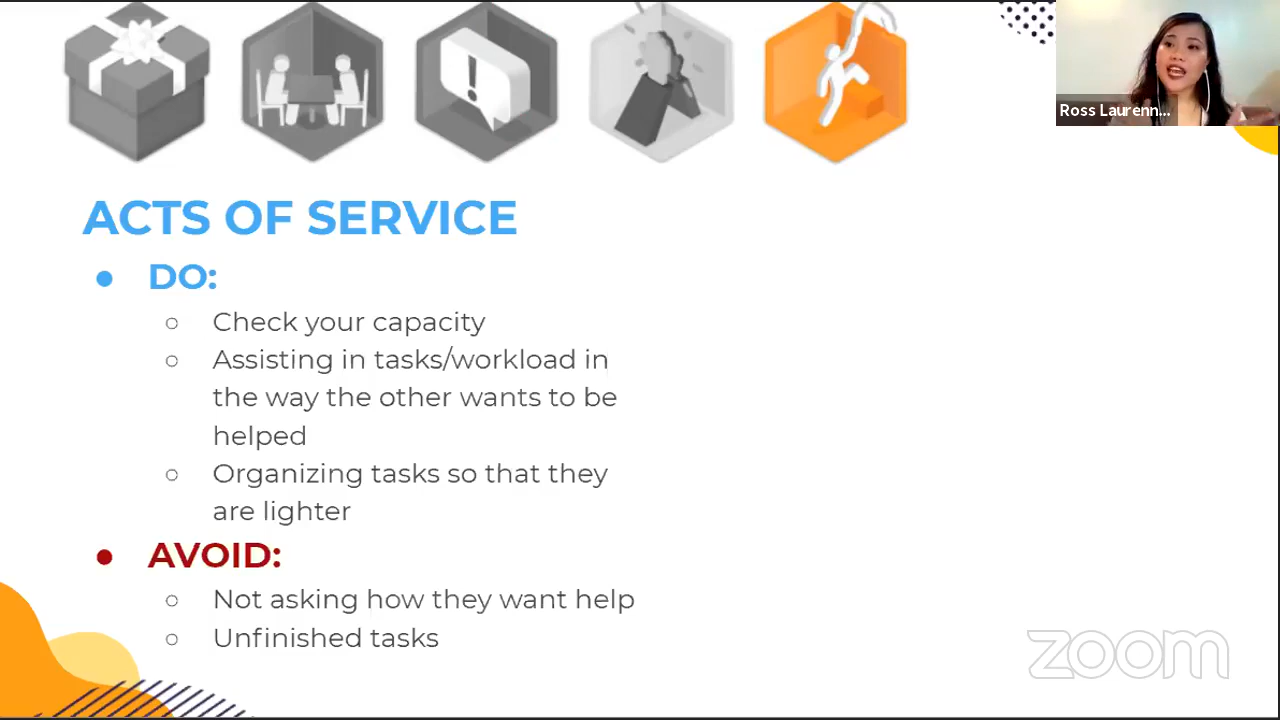 Ross Laurenn...
ACTS OF SERVICE
● DO:
○ Check your capacity
○ Assisting in tasks/workload in
the way the other wants to be
helped
○ Organizing tasks so that they
are lighter
● AVOID:
○ Not asking how they want help
○ Unfinished tasks
zoom